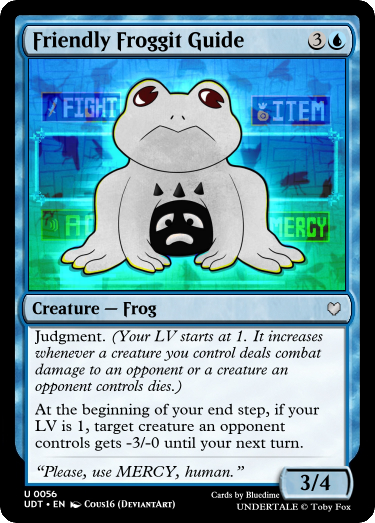 Friendly Froggit Guide 3
FIGHT
ITEM
MERCY
Creature — Frog
Judgment. (Your LV starts at 1. It increases
whenever a creature you control deals combat
damage to an opponent or a creature an
opponent controls dies.)
At the beginning of your end step, if your
LV is 1, target creature an opponent
controls gets -3/-0 until your next turn.
“Please, use MERCY, human.”
3/4
U 0056
UDT • EN Cous16 (DeviantArt)
Cards by Bluedime
UNDERTALE © Toby Fox